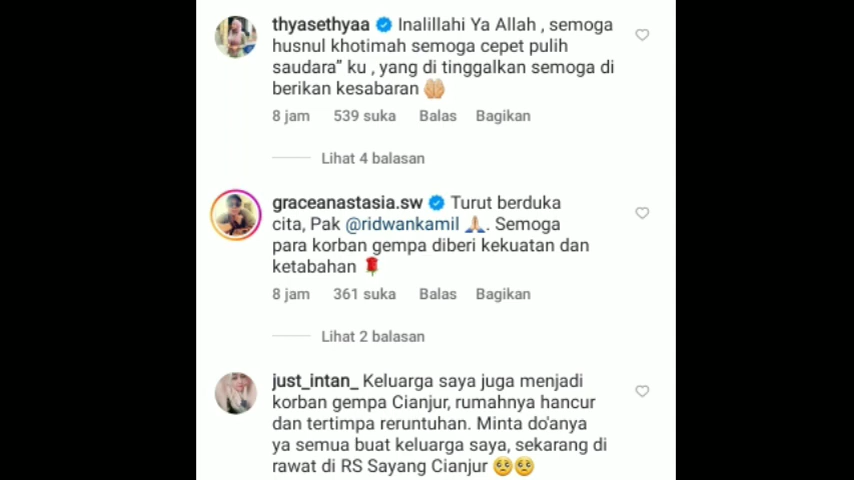 thyasethyaa Inalillahi Ya Allah , semoga
husnul khotimah semoga cepet pulih
saudara” ku , yang di tinggalkan semoga di
berikan kesabaran 🤲🏻
8 jam 539 suka Balas Bagikan
Lihat 4 balasan
graceanastasia.sw Turut berduka
cita, Pak @ridwankamil 🙏🏻. Semoga
para korban gempa diberi kekuatan dan
ketabahan 🌹
8 jam 361 suka Balas Bagikan
Lihat 2 balasan
just_intan_ Keluarga saya juga menjadi
korban gempa Cianjur, rumahnya hancur
dan tertimpa reruntuhan. Minta do'anya
ya semua buat keluarga saya, sekarang di
rawat di RS Sayang Cianjur 🥺🥺